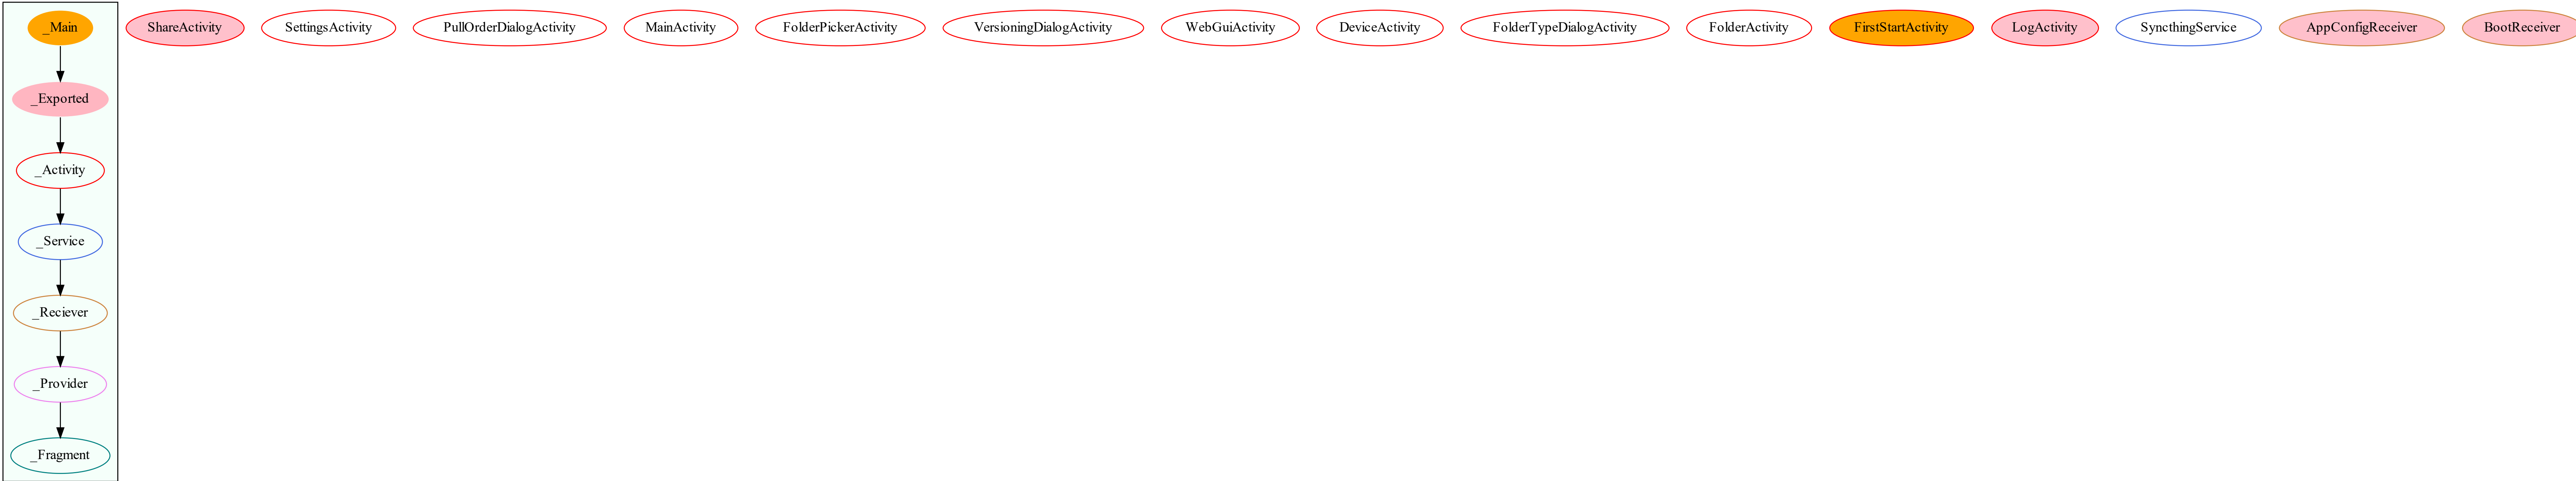 _Main
ShareActivity
SettingsActivity
PullOrderDialogActivity
MainActivity
FolderPickerActivity
VersioningDialogActivity
WebGuiActivity
DeviceActivity
FolderTypeDialogActivity
FolderActivity
FirstStartActivity
LogActivity
SyncthingService
AppConfigReceiver
BootReceiver
_Exported
_Activity
_Service
_Reciever
_Provider
_Fragment